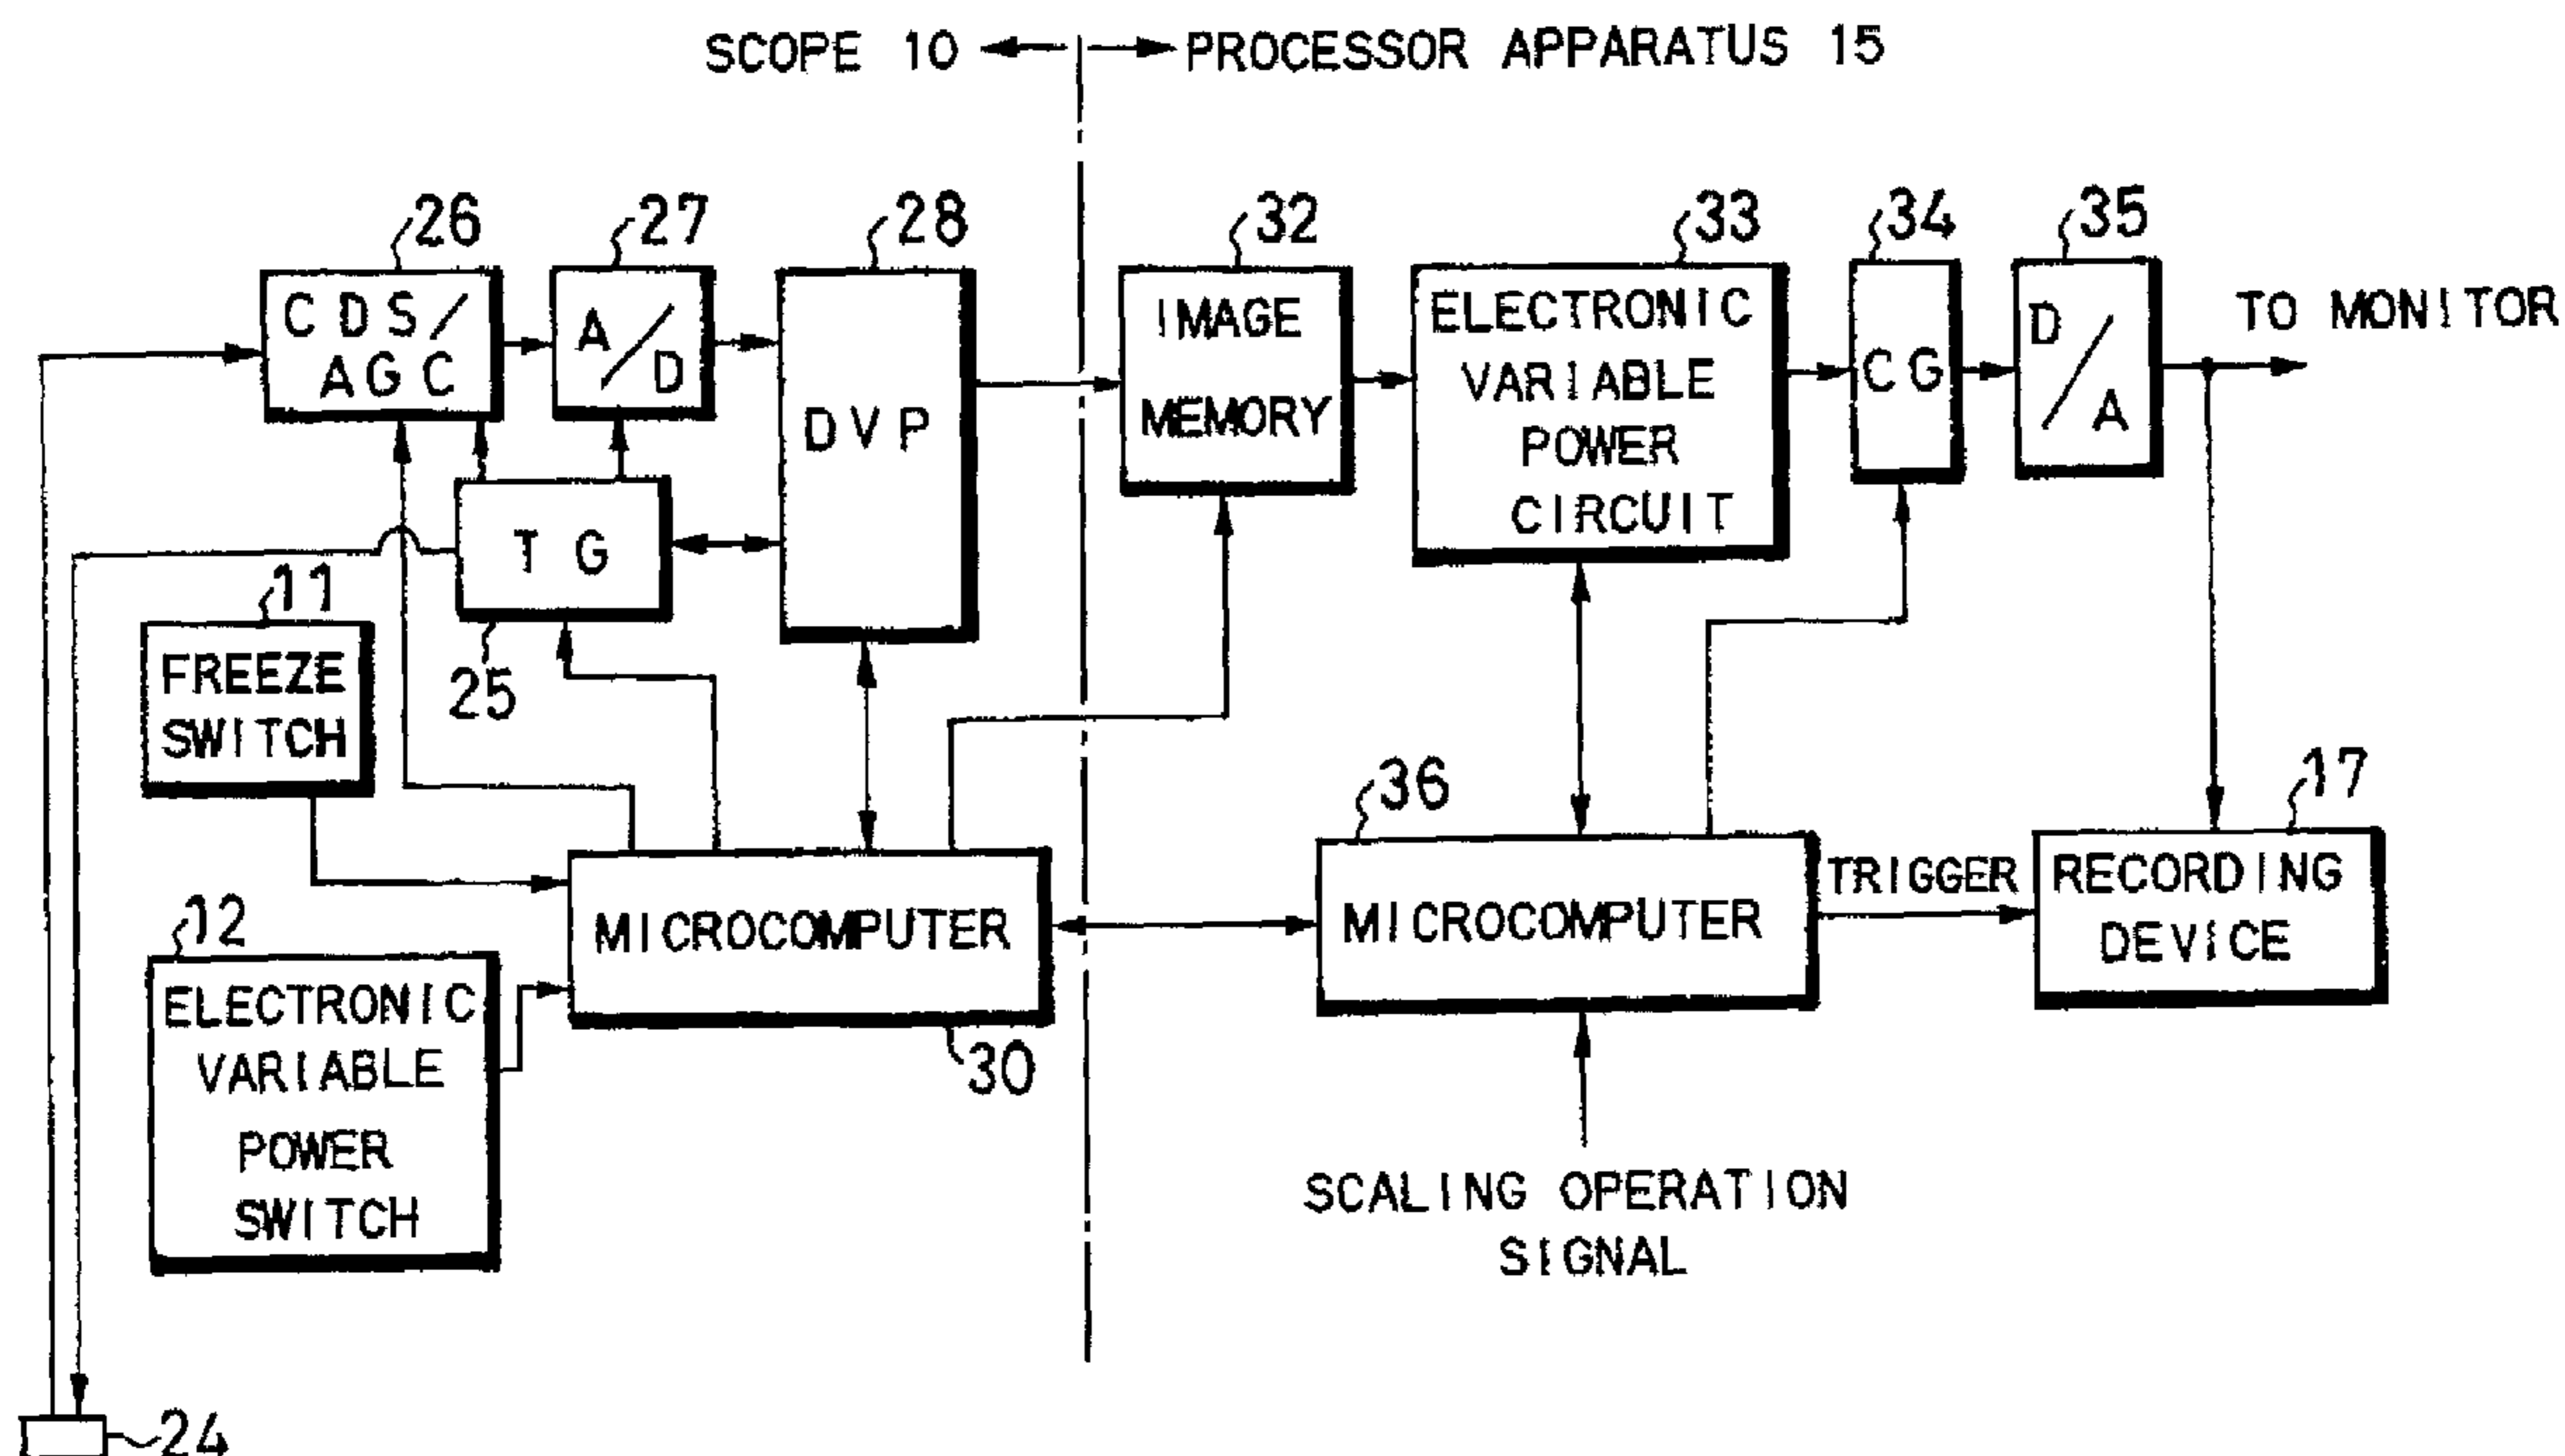 SCOPE 10
PROCESSOR APPARATUS 15
26
27
28
32
33
34
35
CDS/
AGC
A/D
DVP
IMAGE
MEMORY
ELECTRONIC
VARIABLE
POWER
CIRCUIT
CG
D/A
TO MONITOR
TG
25
11
FREEZE
SWITCH
12
ELECTRONIC
VARIABLE
POWER
SWITCH
MICROCOMPUTER
30
36
MICROCOMPUTER
TRIGGER
17
RECORDING
DEVICE
SCALING OPERATION
SIGNAL
24